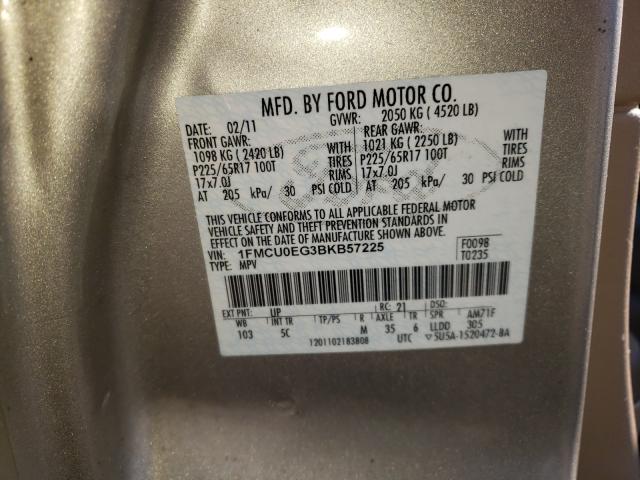 MFD. BY FORD MOTOR CO.
DATE: 02/11 GVWR: 2050 KG ( 4520 LB)
FRONT GAWR: REAR GAWR:
1098 KG ( 2420 LB) WITH 1021 KG ( 2250 LB) WITH
P225/65R17 100T TIRES P225/65R17 100T TIRES
17x7.0J RIMS 17x7.0J RIMS
AT 205 kPa/ 30 PSI COLD AT 205 kPa/ 30 PSI COLD
THIS VEHICLE CONFORMS TO ALL APPLICABLE FEDERAL MOTOR
VEHICLE SAFETY AND THEFT PREVENTION STANDARDS IN
EFFECT ON THE DATE OF MANUFACTURE SHOWN ABOVE.
VIN: 1FMCU0EG3BKB57225 F0098
TYPE: MPV T0235
EXT PNT: UP RC: 21 DSO:
WB INT TR TP/PS R AXLE TR SPR AM71F
103 5C M 35 6 LLDD 305
1201102183808 UTC 5U5A-1520472-BA